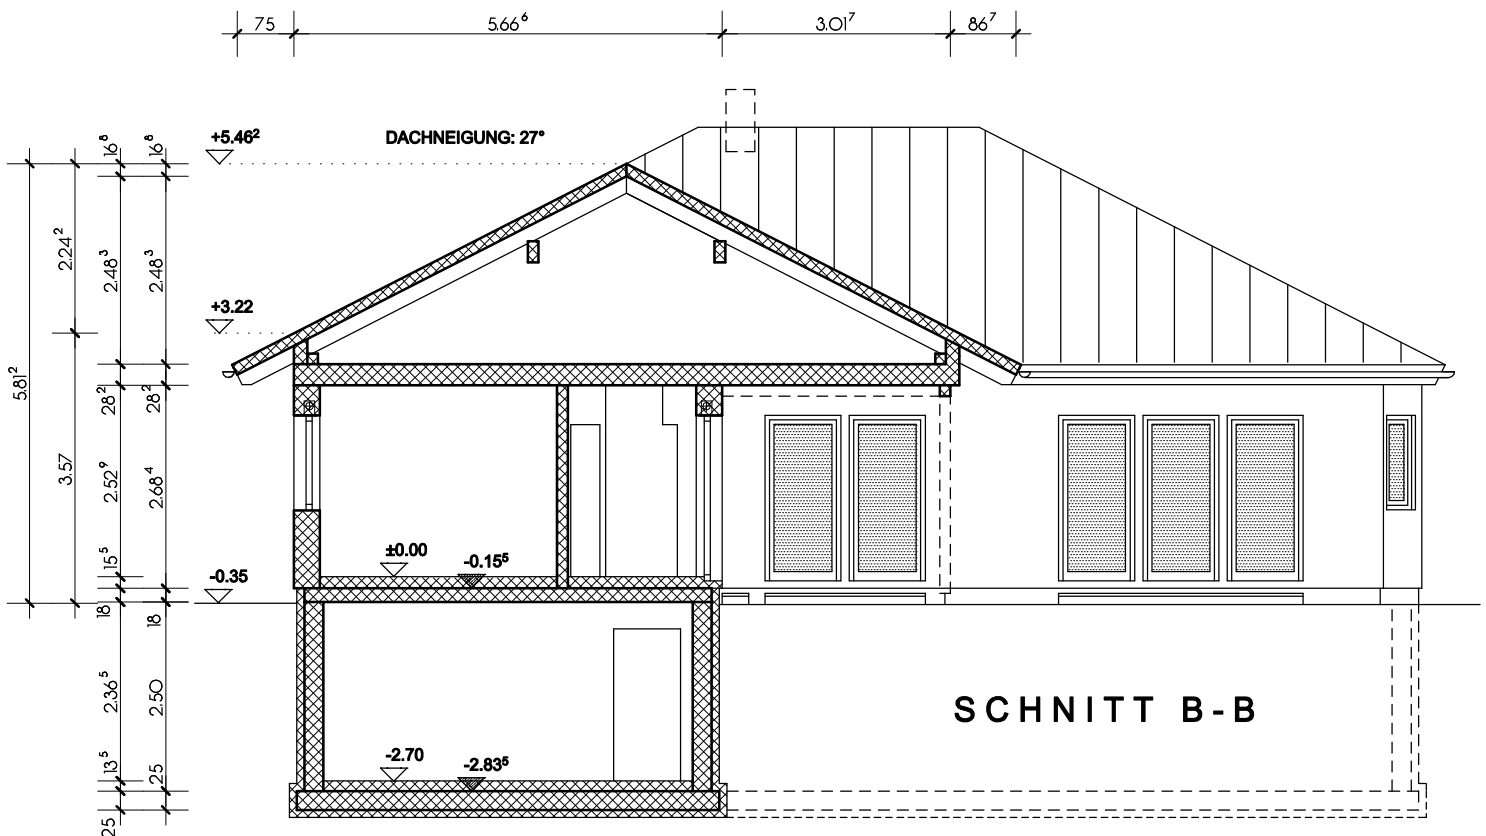 75 5.66⁶ 3.01⁷ 86⁷
+5.46² DACHNEIGUNG: 27°
16⁸ 16⁸
2.24² 2.48³ 2.48³
+3.22
5.81²
28² 28²
3.57 2.52⁹ 2.68⁴
±0.00 -0.15⁵
15⁵
-0.35
18 18
2.36⁵ 2.50
SCHNITT B-B
-2.70 -2.83⁵
13⁵ 25
25